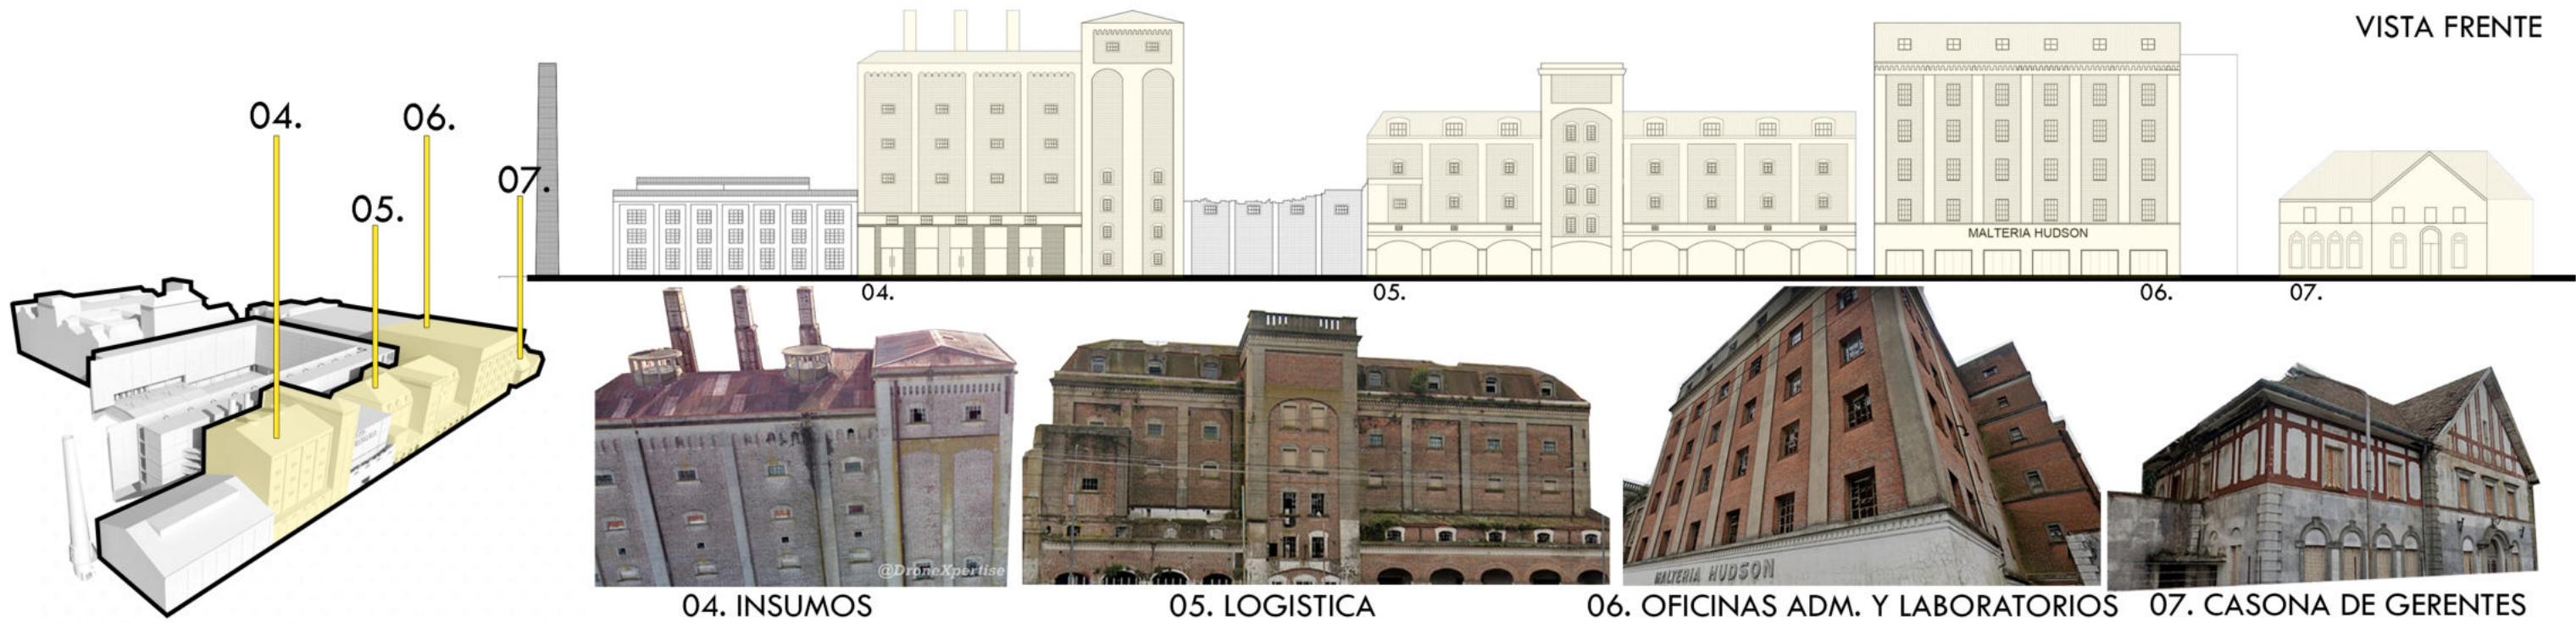 VISTA FRENTE
04.
06.
07.
05.
MALTERIA HUDSON
04.
05.
06.
07.
@DroneXpertise
MALTERIA HUDSON
04. INSUMOS
05. LOGISTICA
06. OFICINAS ADM. Y LABORATORIOS
07. CASONA DE GERENTES